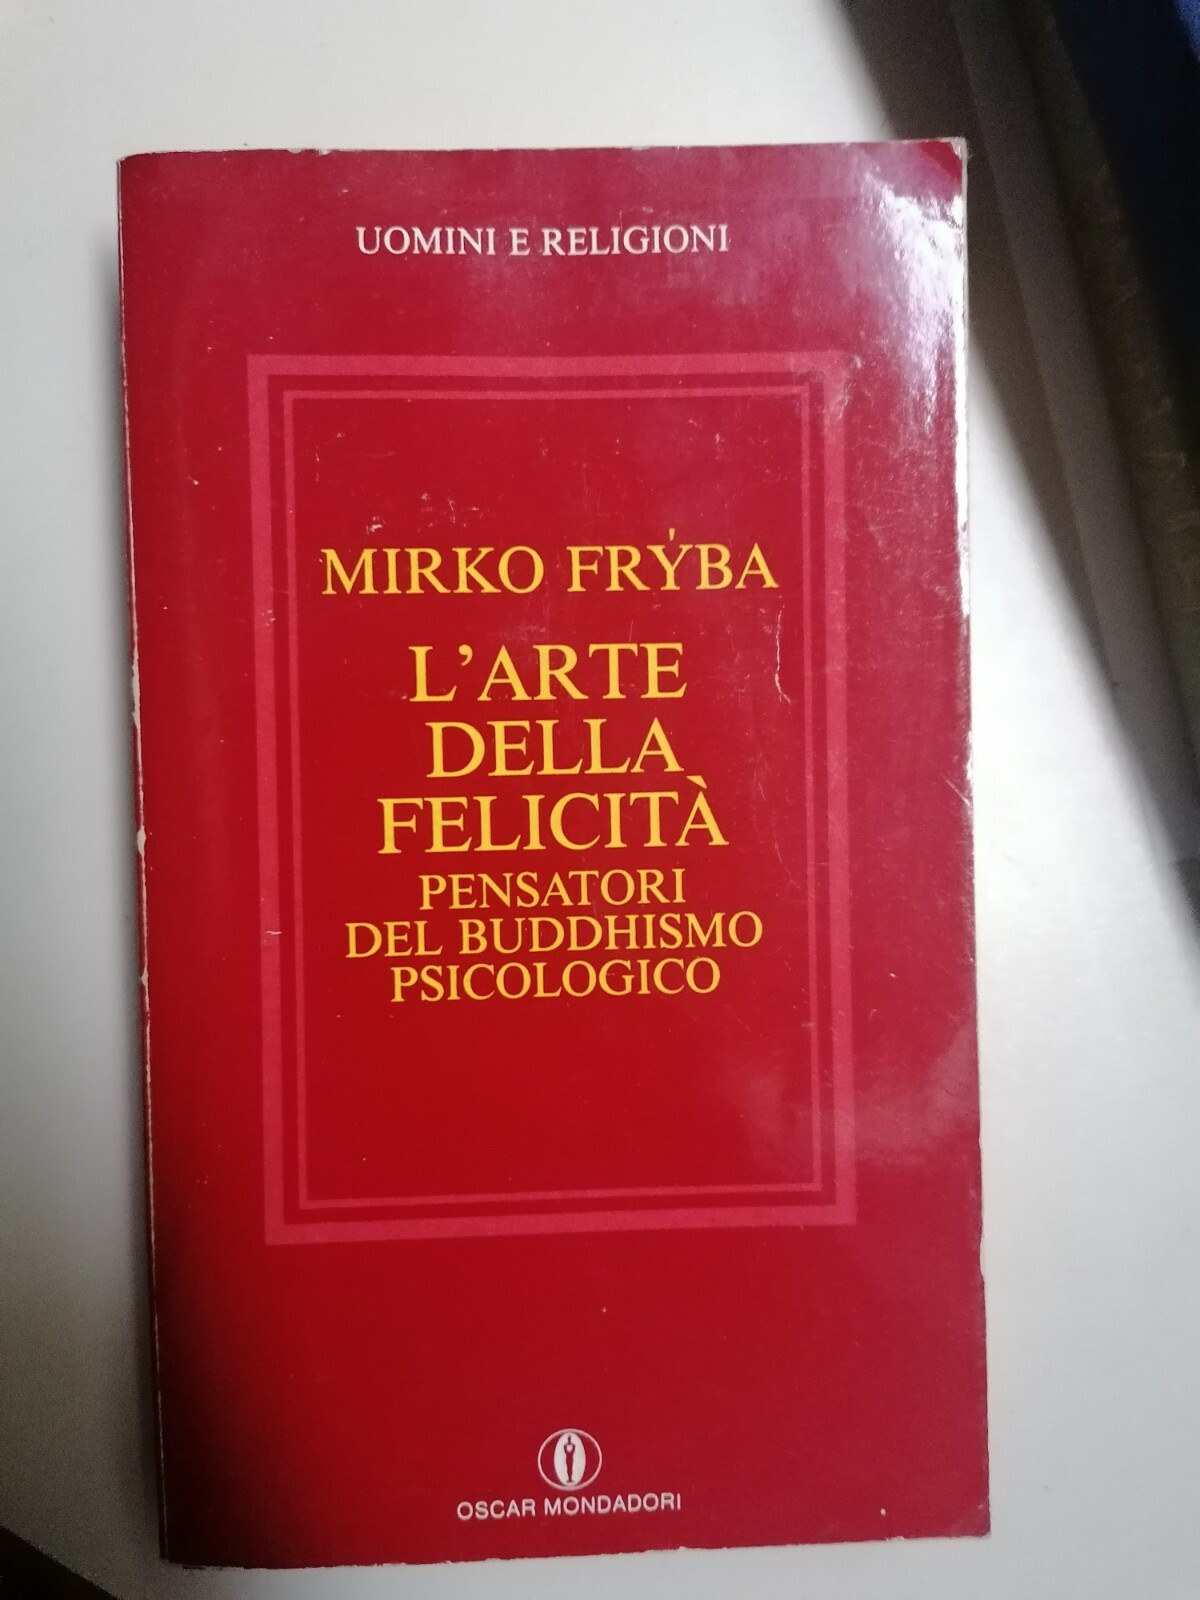 UOMINI E RELIGIONI
MIRKO FRÝBA
L’ARTE
DELLA
FELICITÀ
PENSATORI
DEL BUDDHISMO
PSICOLOGICO
OSCAR MONDADORI